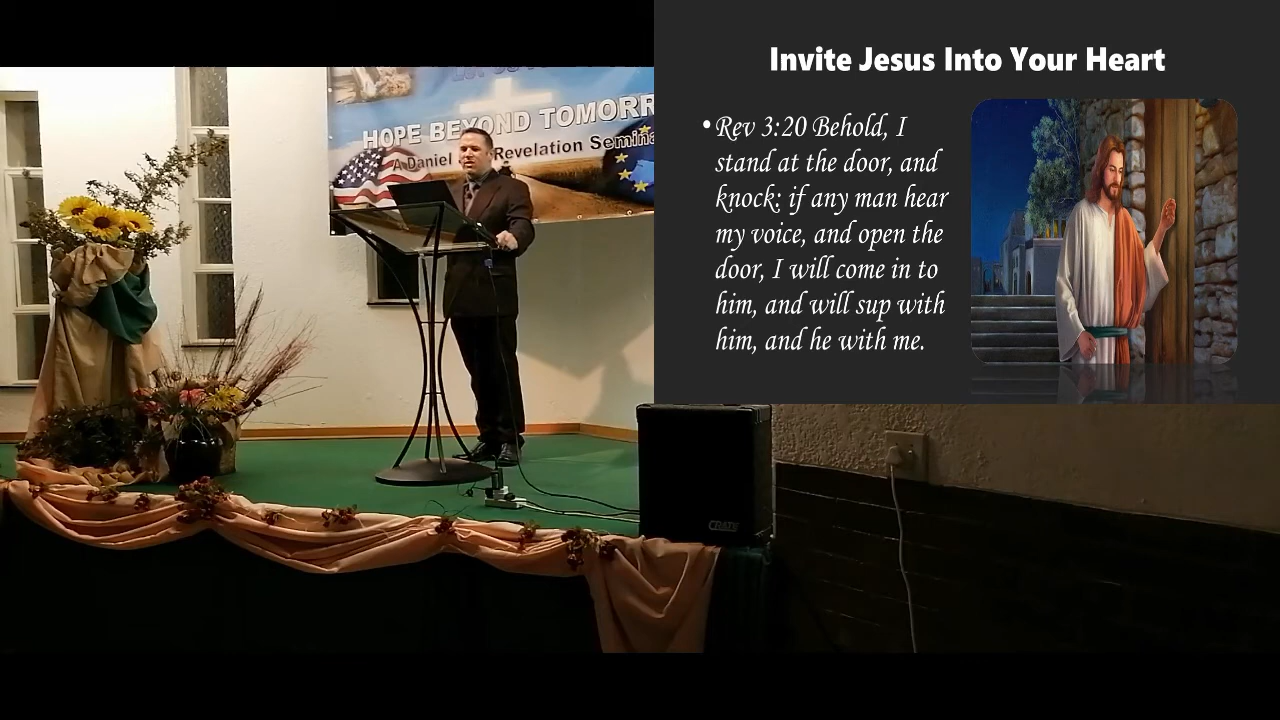 HOPE BEYOND TOMORR
A Daniel Revelation Semina
CRATE
Invite Jesus Into Your Heart
• Rev 3:20 Behold, I
stand at the door, and
knock: if any man hear
my voice, and open the
door, I will come in to
him, and will sup with
him, and he with me.